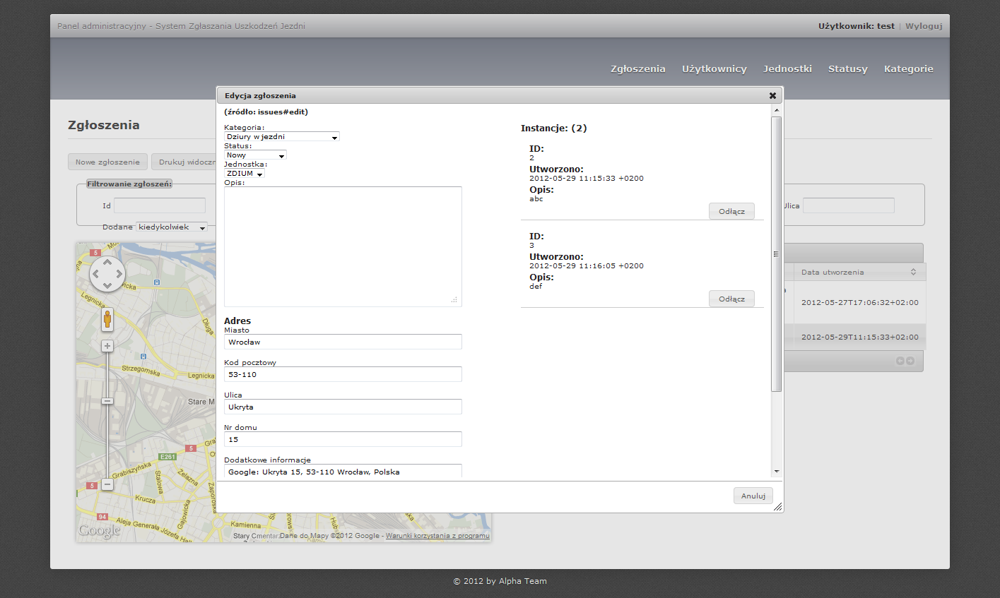 Panel administracyjny - System Zgłaszania Uszkodzeń Jezdni
Użytkownik: test | Wyloguj
Zgłoszenia Użytkownicy Jednostki Statusy Kategorie
Zgłoszenia
Nowe zgłoszenie
Drukuj widoczn
Filtrowanie zgłoszeń:
Id
Dodane kiedykolwiek
Ulica
Data utworzenia
2012-05-27T17:06:32+02:00
2012-05-29T11:15:33+02:00
Edycja zgłoszenia
(źródło: issues#edit)
Kategoria:
Dziury w jezdni
Status:
Nowy
Jednostka:
ZDIUM
Opis:
Adres
Miasto
Wrocław
Kod pocztowy
53-110
Ulica
Ukryta
Nr domu
15
Dodatkowe informacje
Google: Ukryta 15, 53-110 Wrocław, Polska
Instancje: (2)
ID:
2
Utworzono:
2012-05-29 11:15:33 +0200
Opis:
abc
Odłącz
ID:
3
Utworzono:
2012-05-29 11:16:05 +0200
Opis:
def
Odłącz
Anuluj
5
Legnicka
Długa
Strzegomska
Legnicka
Stare M
5
E261
Grabiszyńska
Żelazna
Stalowa
Zaporoska
5
Krucza
Gajowicka
94
Aleja Generała Józefa Hall
Kamienna
Stary Cmentarz
Google
Dane do Mapy ©2012 Google - Warunki korzystania z programu
© 2012 by Alpha Team